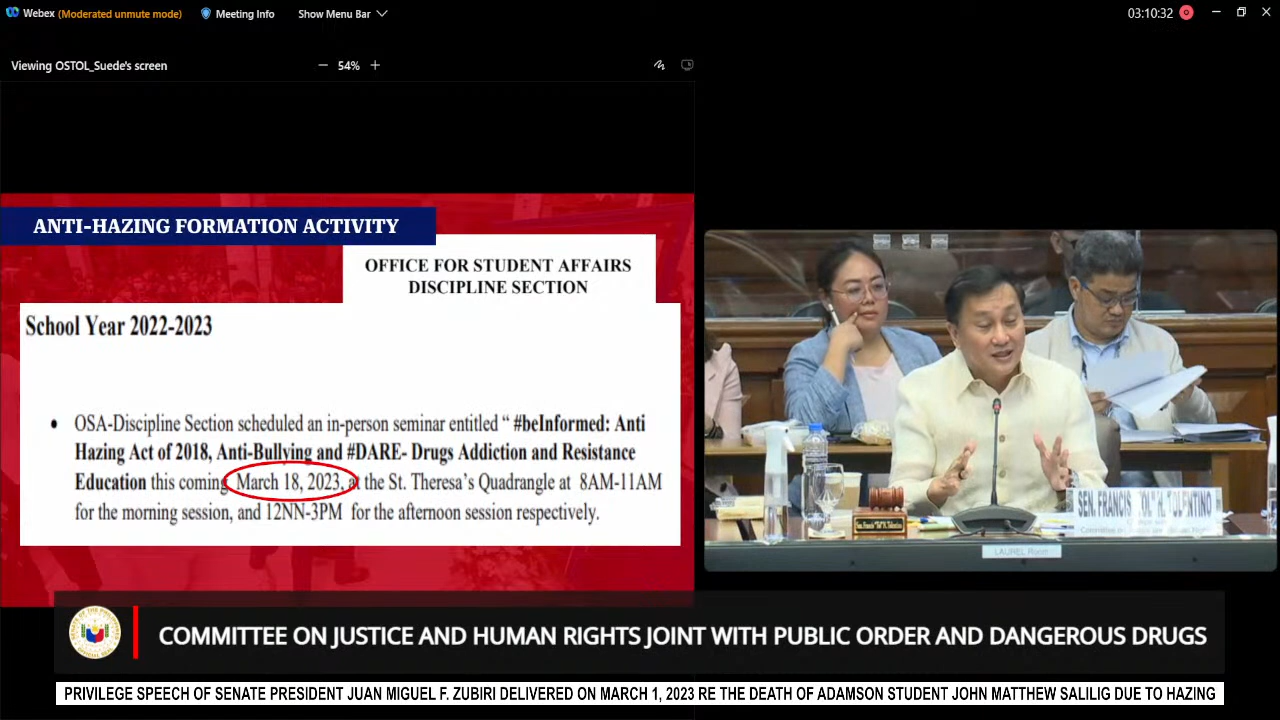 Webex (Moderated unmute mode) Meeting Info Show Menu Bar 03:10:32
Viewing OSTOL_Suede's screen 54%
ANTI-HAZING FORMATION ACTIVITY
OFFICE FOR STUDENT AFFAIRS
DISCIPLINE SECTION
School Year 2022-2023
• OSA-Discipline Section scheduled an in-person seminar entitled “ #beInformed: Anti
Hazing Act of 2018, Anti-Bullying and #DARE- Drugs Addiction and Resistance
Education this coming March 18, 2023, at the St. Theresa's Quadrangle at 8AM-11AM
for the morning session, and 12NN-3PM for the afternoon session respectively.
SEN. FRANCIS "TOL" N. TOLENTINO
LAUREL Room
COMMITTEE ON JUSTICE AND HUMAN RIGHTS JOINT WITH PUBLIC ORDER AND DANGEROUS DRUGS
PRIVILEGE SPEECH OF SENATE PRESIDENT JUAN MIGUEL F. ZUBIRI DELIVERED ON MARCH 1, 2023 RE THE DEATH OF ADAMSON STUDENT JOHN MATTHEW SALILIG DUE TO HAZING